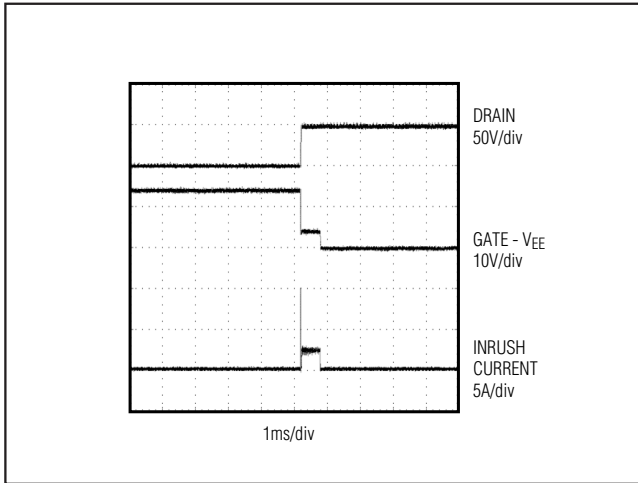 DRAIN
50V/div
GATE - VEE
10V/div
INRUSH
CURRENT
5A/div
1ms/div